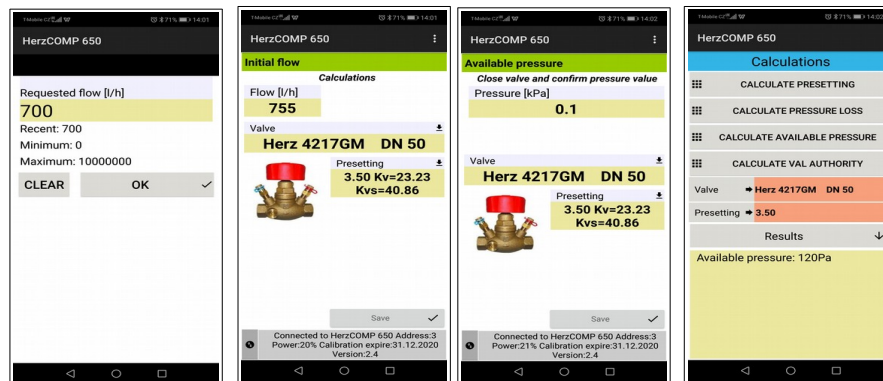 T-Mobile CZ 71% 14:01
HerzCOMP 650
Requested flow [l/h]
700
Recent: 700
Minimum: 0
Maximum: 10000000
CLEAR OK
T-Mobile CZ 71% 14:01
HerzCOMP 650
Initial flow
Calculations
Flow [l/h]
755
Valve
Herz 4217GM DN 50
Presetting
3.50 Kv=23.23
Kvs=40.86
Save
Connected to HerzCOMP 650 Address:3
Power:20% Calibration expire:31.12.2020
Version:2.4
T-Mobile CZ 71% 14:02
HerzCOMP 650
Available pressure
Close valve and confirm pressure value
Pressure [kPa]
0.1
Valve
Herz 4217GM DN 50
Presetting
3.50 Kv=23.23
Kvs=40.86
Save
Connected to HerzCOMP 650 Address:3
Power:21% Calibration expire:31.12.2020
Version:2.4
T-Mobile CZ 71% 14:02
HerzCOMP 650
Calculations
CALCULATE PRESETTING
CALCULATE PRESSURE LOSS
CALCULATE AVAILABLE PRESSURE
CALCULATE VAL AUTHORITY
Valve Herz 4217GM DN 50
Presetting 3.50
Results
Available pressure: 120Pa